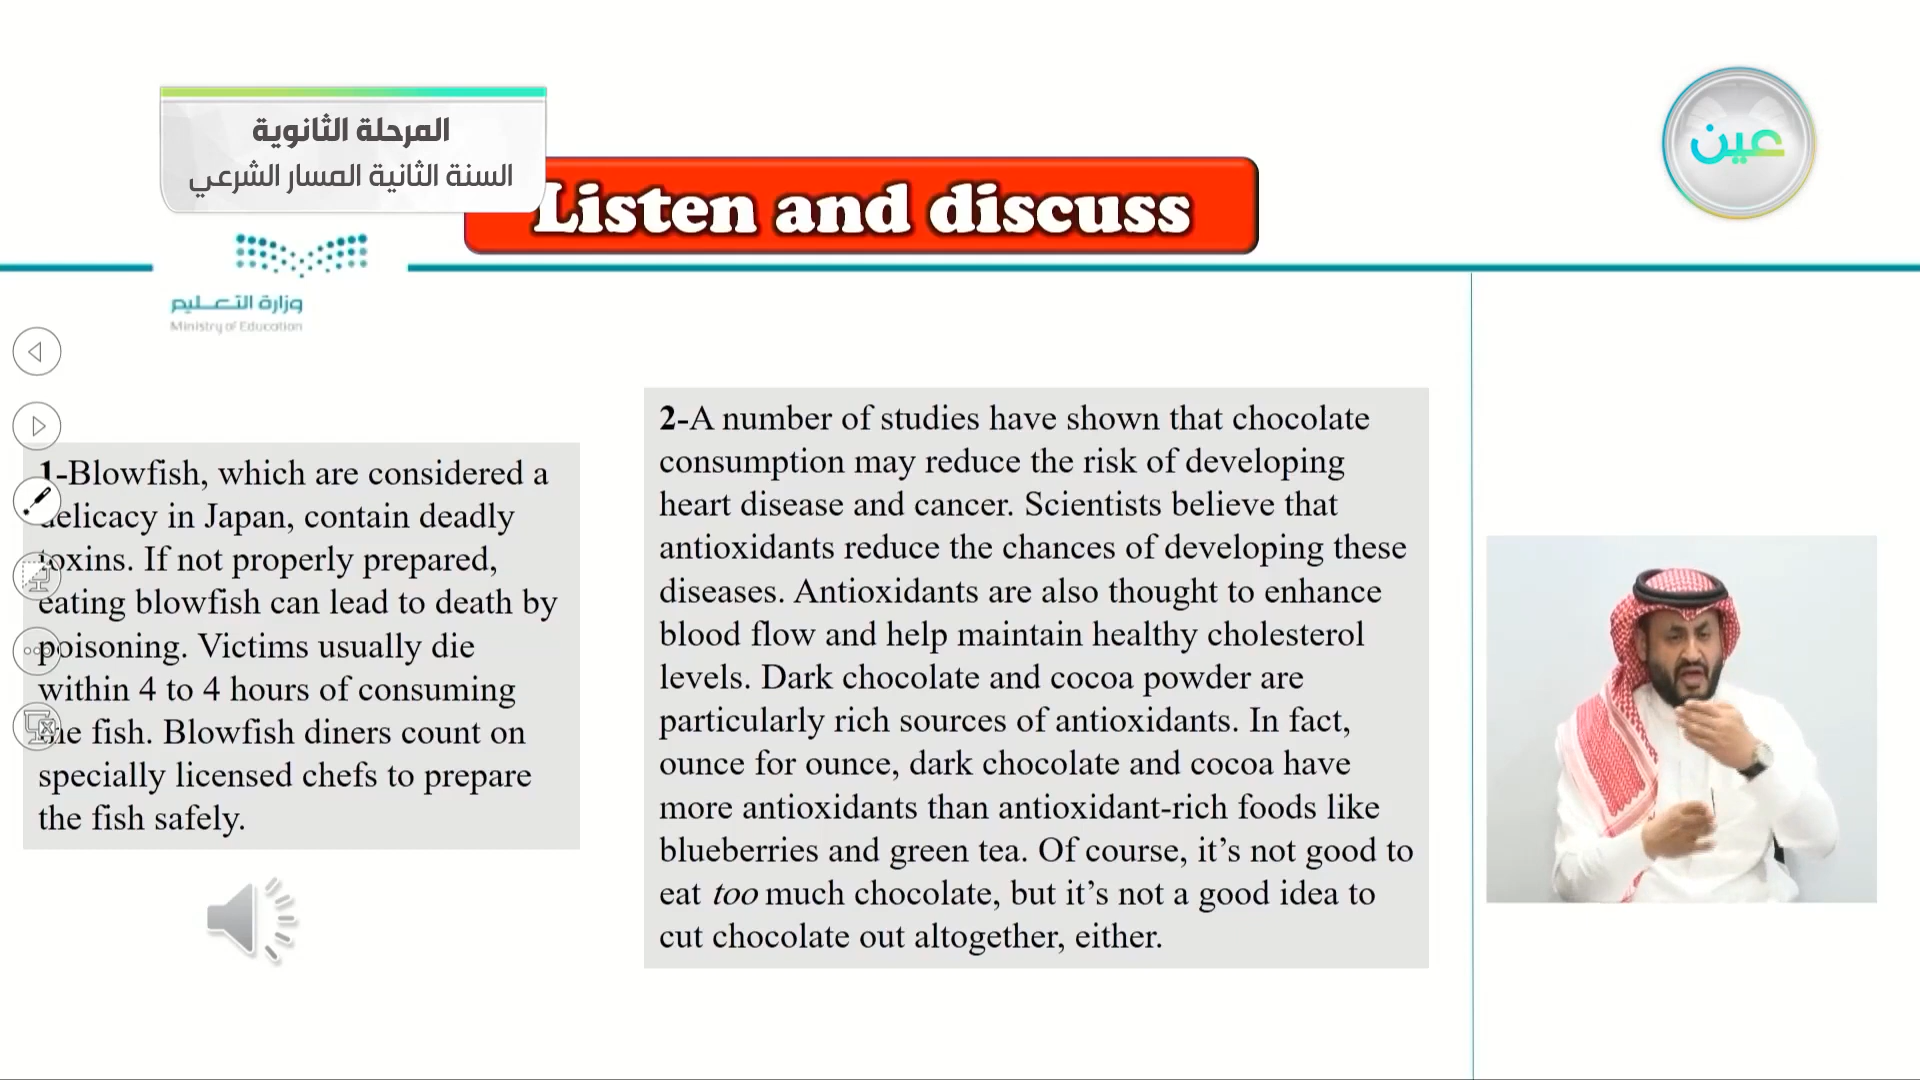 المرحلة الثانوية
السنة الثانية المسار الشرعي
Listen and discuss
عين
وزارة التعليم
Ministry of Education
1-Blowfish, which are considered a
delicacy in Japan, contain deadly
toxins. If not properly prepared,
eating blowfish can lead to death by
poisoning. Victims usually die
within 4 to 4 hours of consuming
the fish. Blowfish diners count on
specially licensed chefs to prepare
the fish safely.
2-A number of studies have shown that chocolate
consumption may reduce the risk of developing
heart disease and cancer. Scientists believe that
antioxidants reduce the chances of developing these
diseases. Antioxidants are also thought to enhance
blood flow and help maintain healthy cholesterol
levels. Dark chocolate and cocoa powder are
particularly rich sources of antioxidants. In fact,
ounce for ounce, dark chocolate and cocoa have
more antioxidants than antioxidant-rich foods like
blueberries and green tea. Of course, it’s not good to
eat too much chocolate, but it’s not a good idea to
cut chocolate out altogether, either.